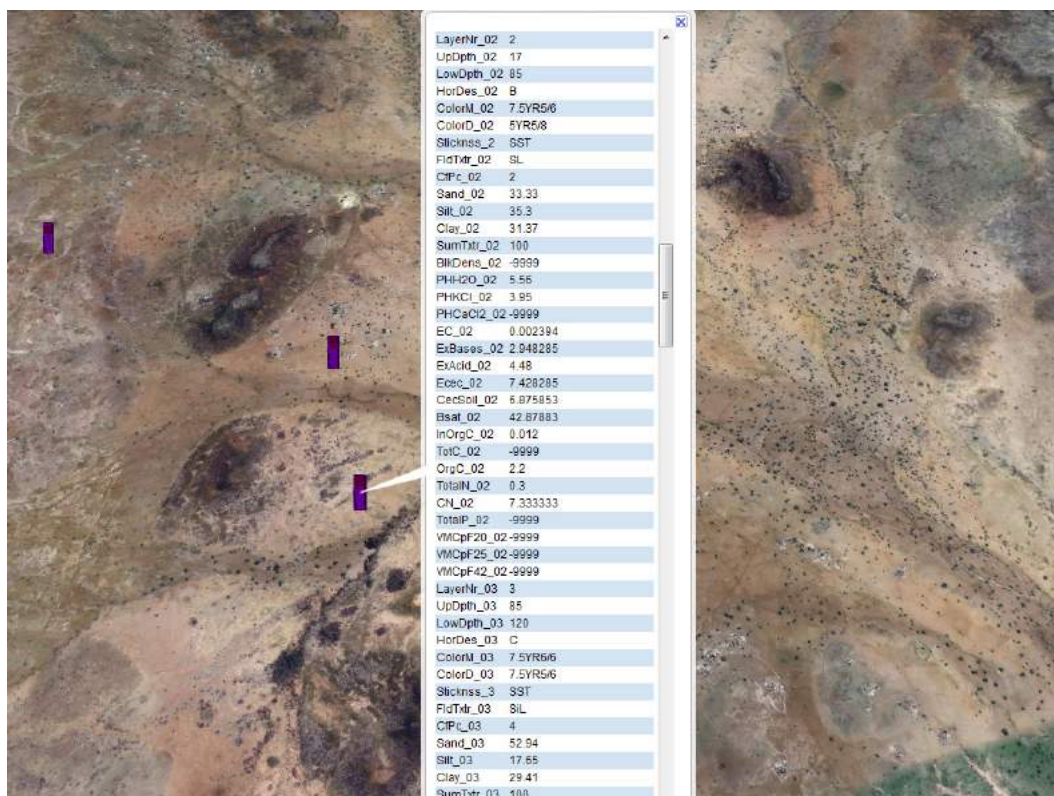 LayerNr_02 2
UpDpth_02 17
LowDpth_02 85
HorDes_02 B
ColorM_02 7.5YR5/6
ColorD_02 5YR5/8
Sticknss_2 SST
FldTxtr_02 SL
CfPc_02 2
Sand_02 33.33
Silt_02 35.3
Clay_02 31.37
SumTxtr_02 100
BlkDens_02 -9999
PHH2O_02 5.56
PHKCl_02 3.95
PHCaCl2_02 -9999
EC_02 0.002394
ExBases_02 2.948285
ExAcid_02 4.48
Ecec_02 7.428285
CecSoil_02 6.875853
Bsat_02 42.87883
InOrgC_02 0.012
TotC_02 -9999
OrgC_02 2.2
TotalN_02 0.3
CN_02 7.333333
TotalP_02 -9999
VMCpF20_02 -9999
VMCpF25_02 -9999
VMCpF42_02 -9999
LayerNr_03 3
UpDpth_03 85
LowDpth_03 120
HorDes_03 C
ColorM_03 7.5YR6/6
ColorD_03 7.5YR5/6
Sticknss_3 SST
FldTxtr_03 SiL
CfPc_03 4
Sand_03 52.94
Silt_03 17.65
Clay_03 29.41
SumTxtr_03 100